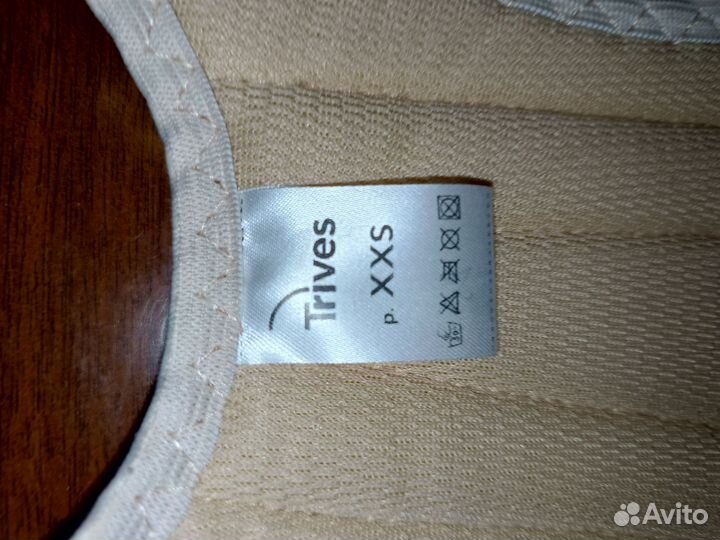 Trives
р. XXS
Avito